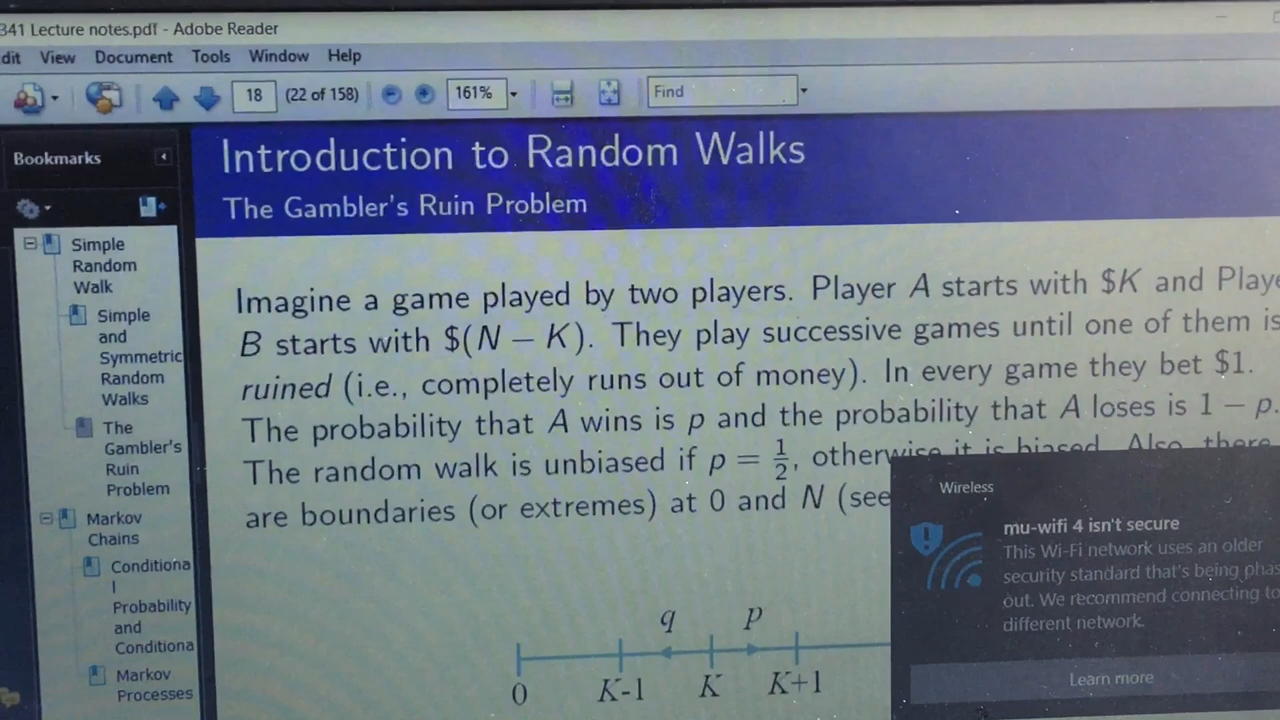 341 Lecture notes.pdf - Adobe Reader
dit View Document Tools Window Help
18 (22 of 158) 161% Find
Bookmarks
Simple
Random
Walk
Simple
and
Symmetric
Random
Walks
The
Gambler's
Ruin
Problem
Markov
Chains
Conditiona
l
Probability
and
Conditiona
Markov
Processes
Introduction to Random Walks
The Gambler's Ruin Problem
Imagine a game played by two players. Player A starts with $K and Playe
B starts with $(N − K). They play successive games until one of them is
ruined (i.e., completely runs out of money). In every game they bet $1.
The probability that A wins is p and the probability that A loses is 1 − p.
The random walk is unbiased if p = 1/2, otherwise it is biased. Also, there
are boundaries (or extremes) at 0 and N (see
q p
0 K-1 K K+1
Wireless
mu-wifi 4 isn't secure
This Wi-Fi network uses an older
security standard that's being phas
out. We recommend connecting to
different network.
Learn more